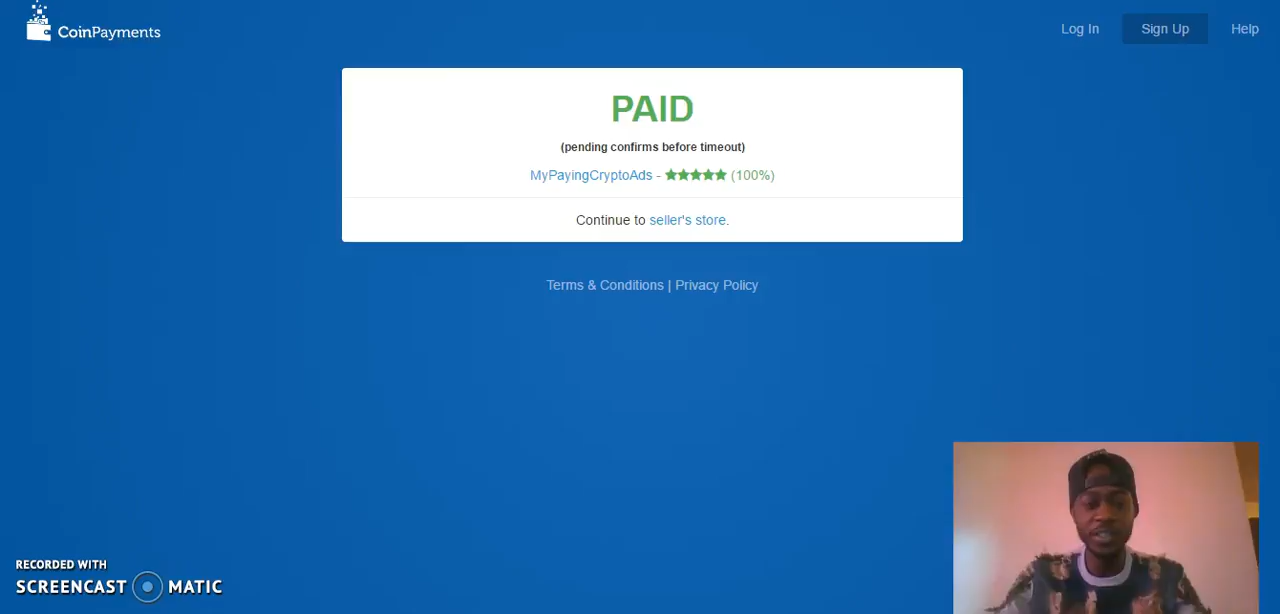 CoinPayments
Log In
Sign Up
Help
PAID
(pending confirms before timeout)
MyPayingCryptoAds - ★★★★★ (100%)
Continue to seller's store.
Terms & Conditions | Privacy Policy
RECORDED WITH
SCREENCAST MATIC